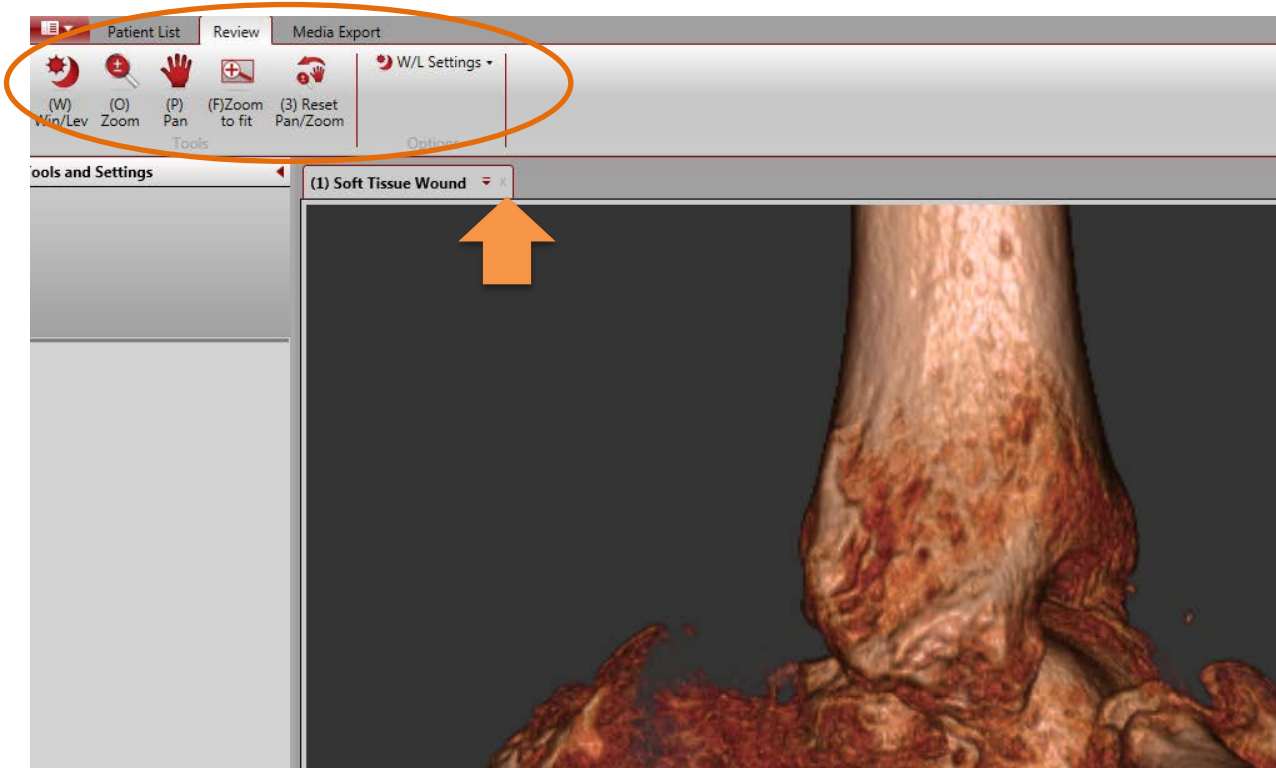 Patient List Review Media Export
W/L Settings
(W) (O) (P) (F)Zoom (3) Reset
Win/Lev Zoom Pan to fit Pan/Zoom
Tools Options
ools and Settings
(1) Soft Tissue Wound x